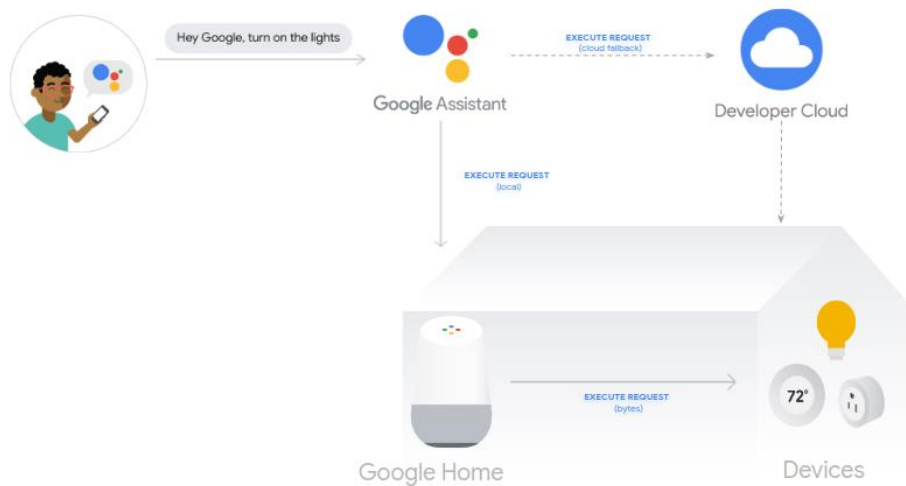 Hey Google, turn on the lights
EXECUTE REQUEST
(cloud fallback)
Google Assistant
Developer Cloud
EXECUTE REQUEST
(local)
72°
EXECUTE REQUEST
(bytes)
Google Home
Devices